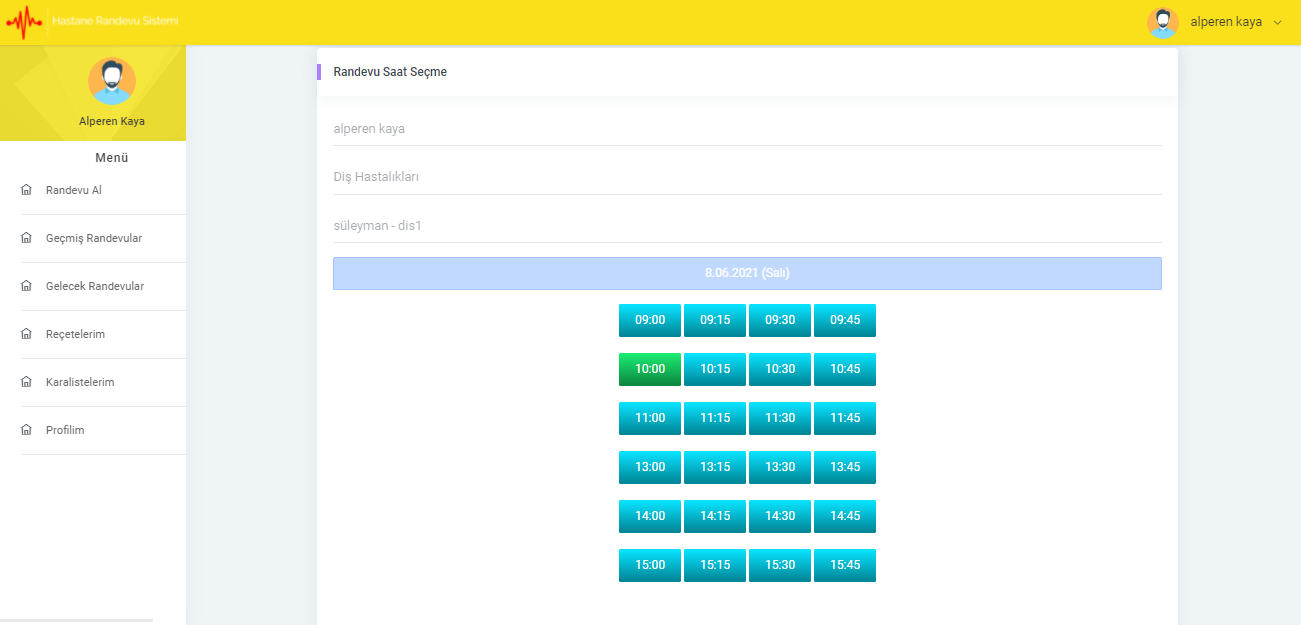 Hastane Randevu Sistemi
alperen kaya
Alperen Kaya
Menü
Randevu Al
Geçmiş Randevular
Gelecek Randevular
Reçetelerim
Karalistelerim
Profilim
Randevu Saat Seçme
alperen kaya
Diş Hastalıkları
süleyman - dis1
8.06.2021 (Salı)
09:00 09:15 09:30 09:45
10:00 10:15 10:30 10:45
11:00 11:15 11:30 11:45
13:00 13:15 13:30 13:45
14:00 14:15 14:30 14:45
15:00 15:15 15:30 15:45